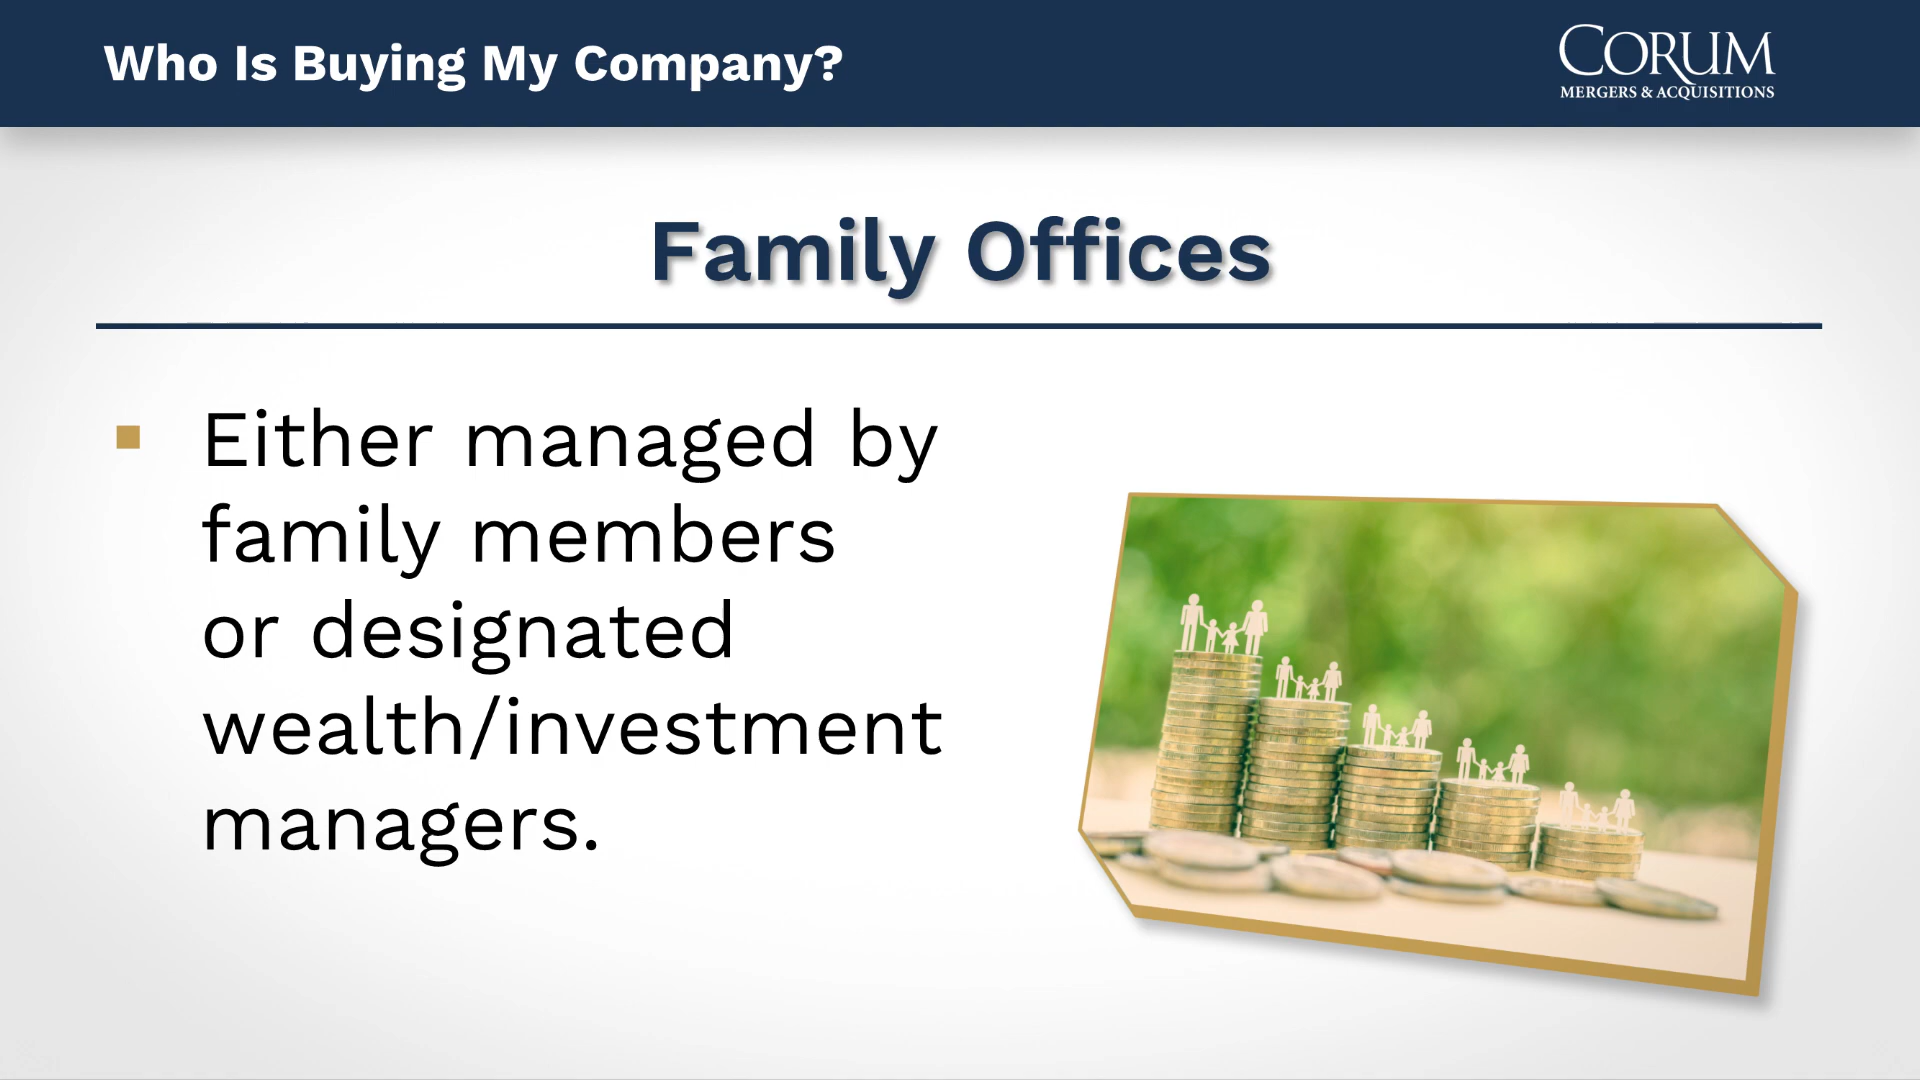 Who Is Buying My Company?
CORUM
MERGERS & ACQUISITIONS
Family Offices
Either managed by
family members
or designated
wealth/investment
managers.